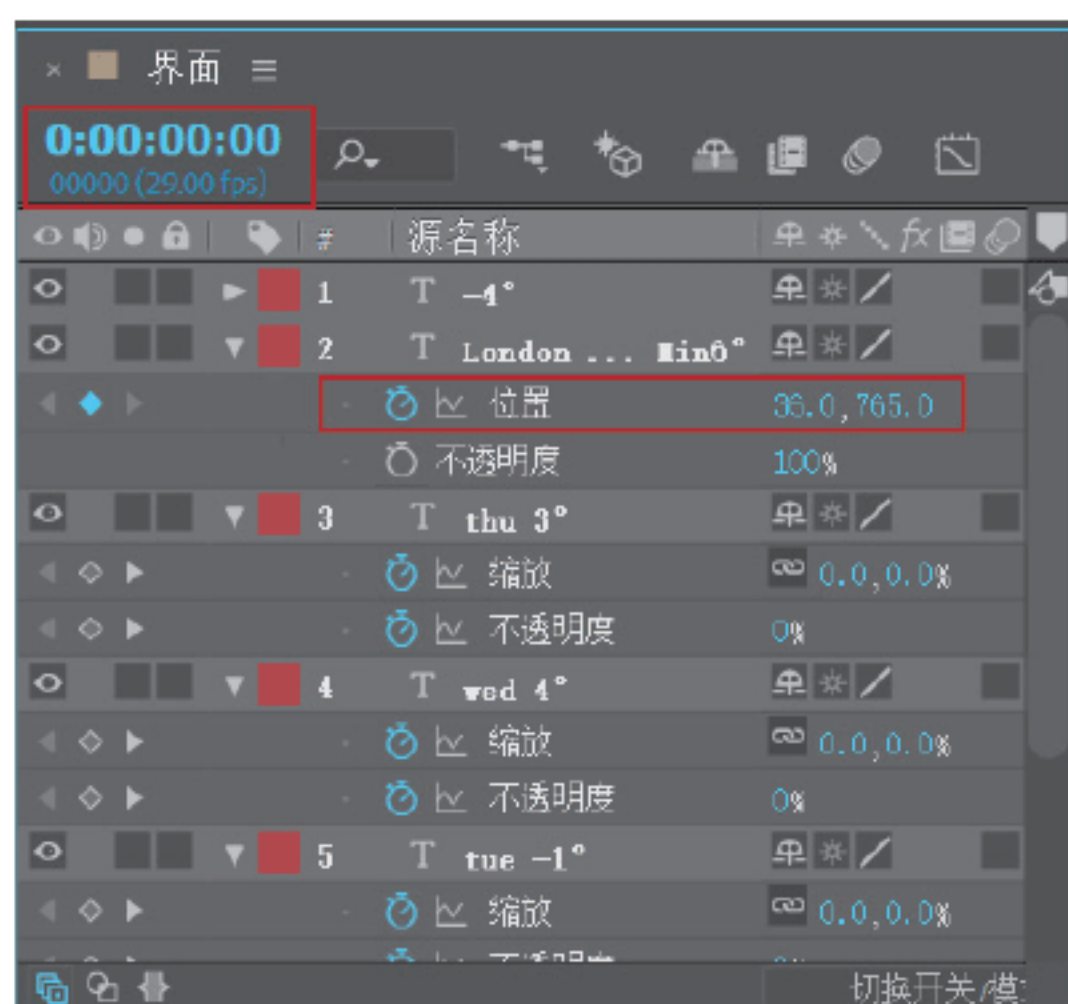 × 界面 ≡
0:00:00:00
00000 (29.00 fps)
# 源名称 fx
1 T -4°
2 T London ... Min6°
位置 36.0,765.0
不透明度 100%
3 T thu 3°
缩放 0.0,0.0%
不透明度 0%
4 T wed 4°
缩放 0.0,0.0%
不透明度 0%
5 T tue -1°
缩放 0.0,0.0%
切换开关/模